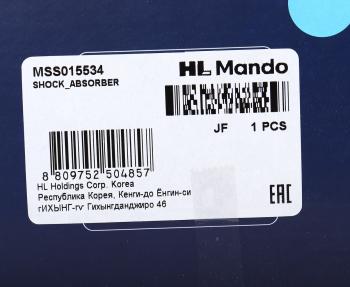 MSS015534
SHOCK_ABSORBER
HL Mando
JF 1 PCS
8 809752 504857
HL Holdings Corp. Korea
Республика Корея, Кенги-до Ёнгин-си
гИХЫНГ-гv Гихынгданджиро 46
EAC